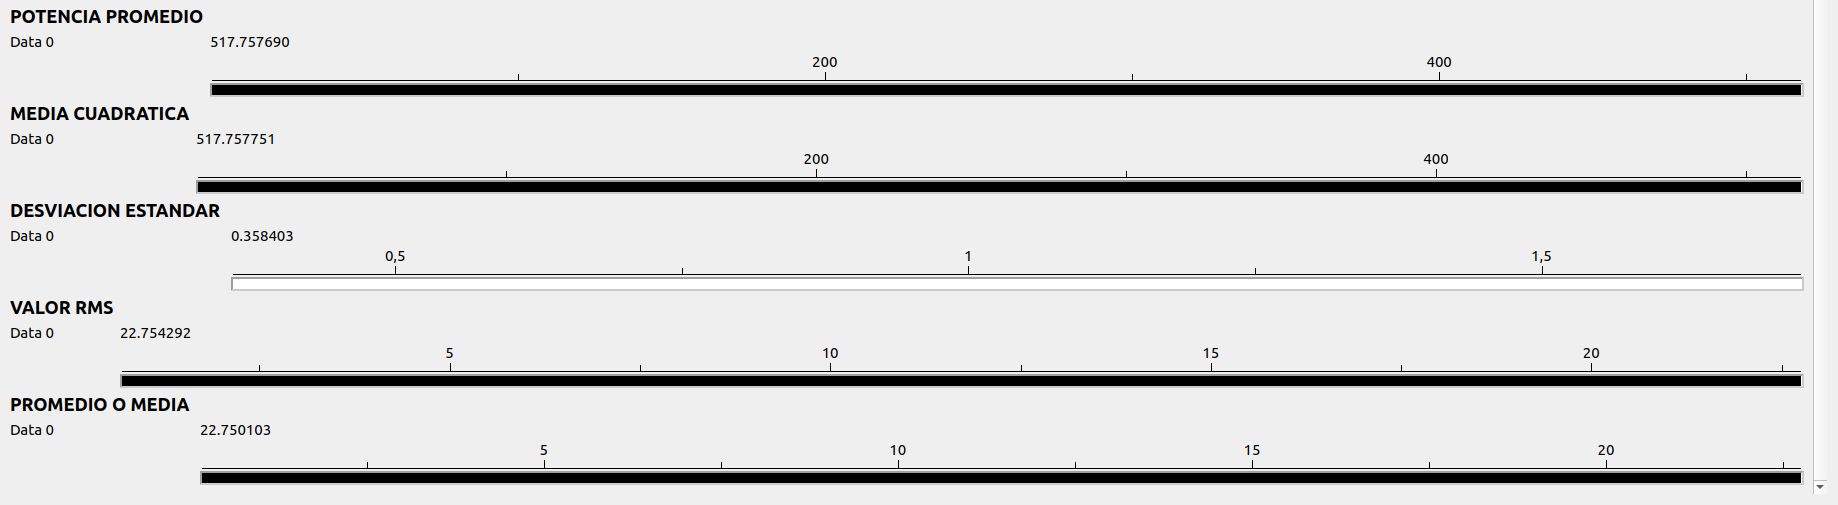 POTENCIA PROMEDIO
Data 0 517.757690
200 400
MEDIA CUADRATICA
Data 0 517.757751
200 400
DESVIACION ESTANDAR
Data 0 0.358403
0,5 1 1,5
VALOR RMS
Data 0 22.754292
5 10 15 20
PROMEDIO O MEDIA
Data 0 22.750103
5 10 15 20